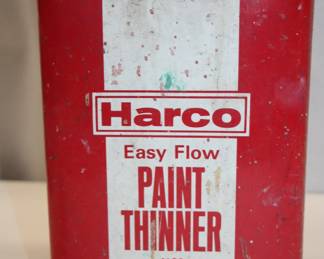 Harco
Easy Flow
PAINT
THINNER